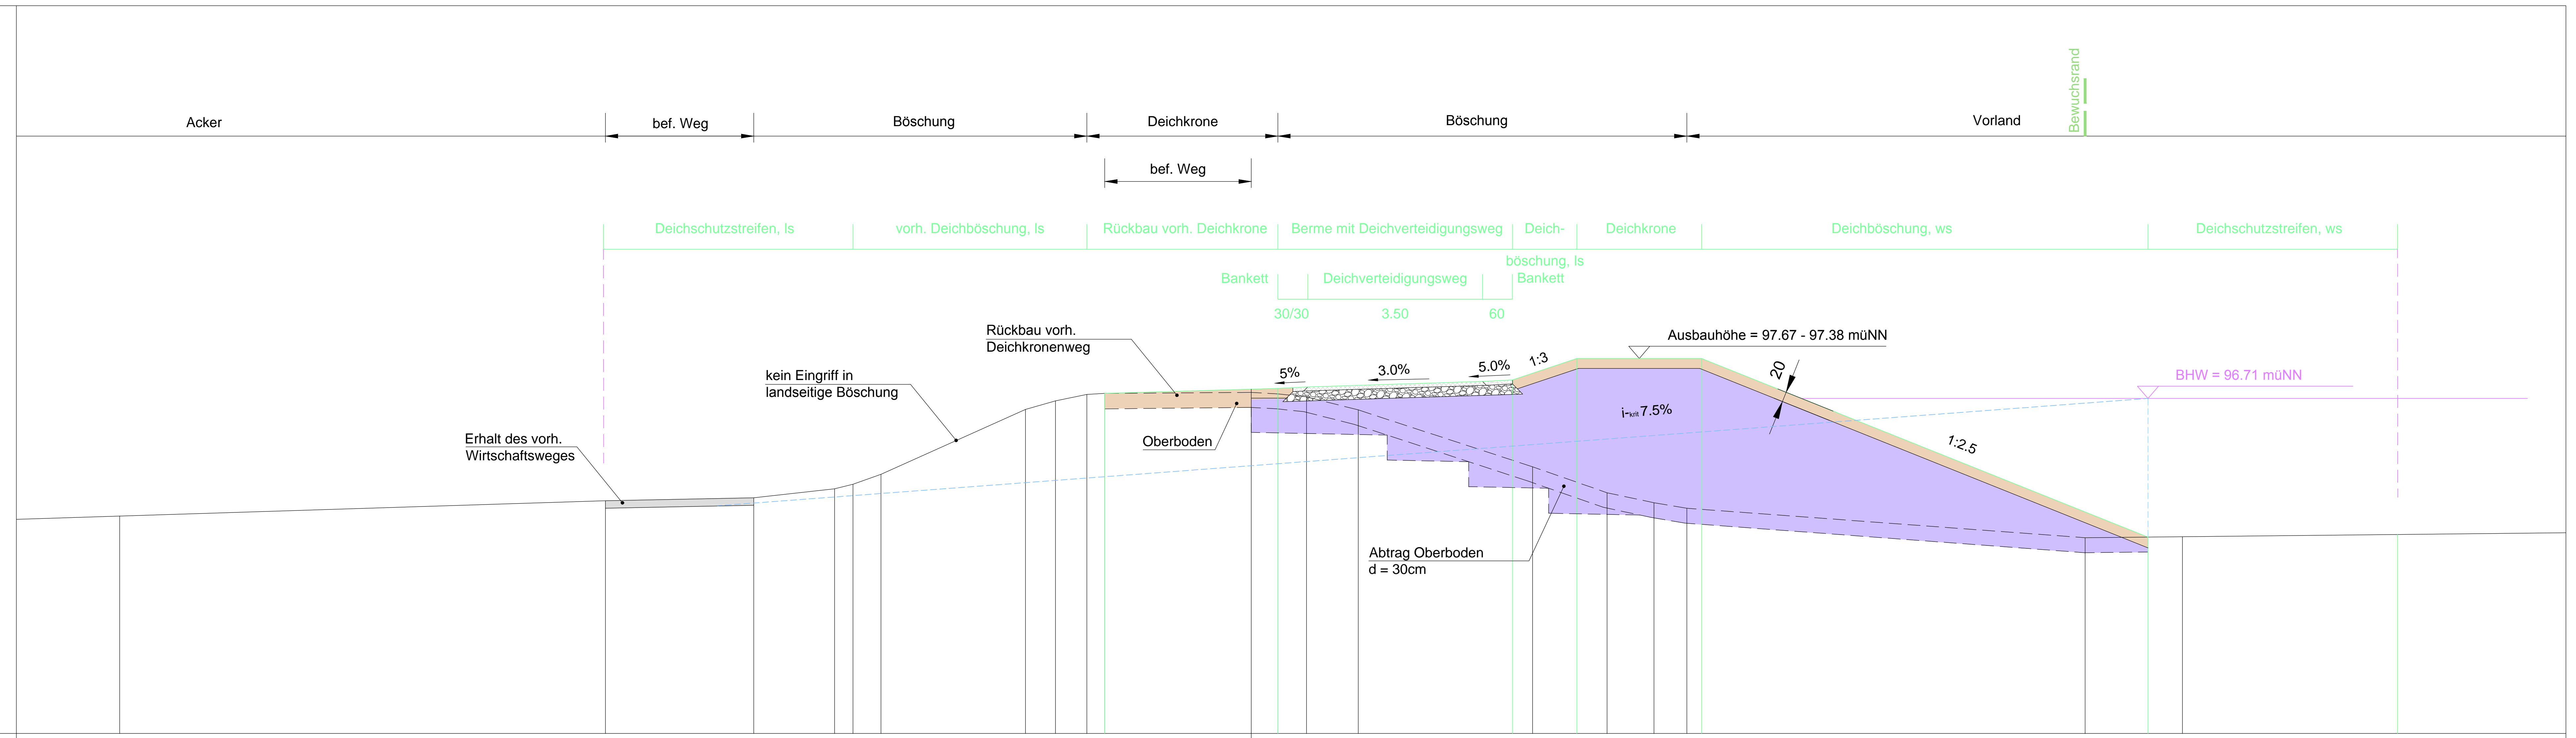 Bewuchsrand
Acker
bef. Weg
Böschung
Deichkrone
Böschung
Vorland
bef. Weg
Deichschutzstreifen, ls
vorh. Deichböschung, ls
Rückbau vorh. Deichkrone
Berme mit Deichverteidigungsweg
Deich-
böschung, ls
Deichkrone
Deichböschung, ws
Deichschutzstreifen, ws
Bankett
Deichverteidigungsweg
Bankett
30/30
3.50
60
Rückbau vorh.
Deichkronenweg
Ausbauhöhe = 97.67 - 97.38 müNN
kein Eingriff in
landseitige Böschung
5%
3.0%
5.0%
1:3
20
BHW = 96.71 müNN
i-krit 7.5%
Erhalt des vorh.
Wirtschaftsweges
Oberboden
1:2.5
Abtrag Oberboden
d = 30cm